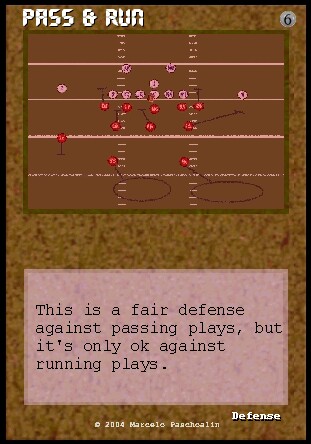 PASS & RUN
6
This is a fair defense
against passing plays, but
it's only ok against
running plays.
Defense
© 2004 Marcelo Paschoalin